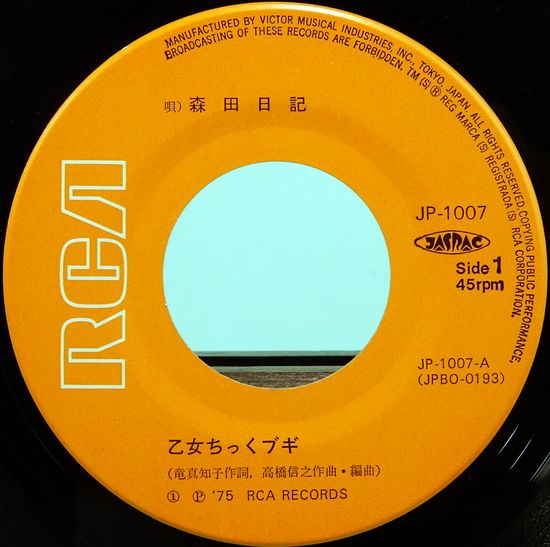 MANUFACTURED BY VICTOR MUSICAL INDUSTRIES, INC., TOKYO, JAPAN. ALL RIGHTS RESERVED. COPYING PUBLIC PERFORMANCE,
BROADCASTING OF THESE RECORDS ARE FORBIDDEN. TM(S)® REG MARCA(S) REGISTRADA(S) RCA CORPORATION.
唄) 森田日記
RCA
JP-1007
JASRAC
Side 1
45rpm
JP-1007-A
(JPBO-0193)
乙女ちっくブギ
(竜真知子作詞, 高橋信之作曲・編曲)
① Ⓟ '75 RCA RECORDS